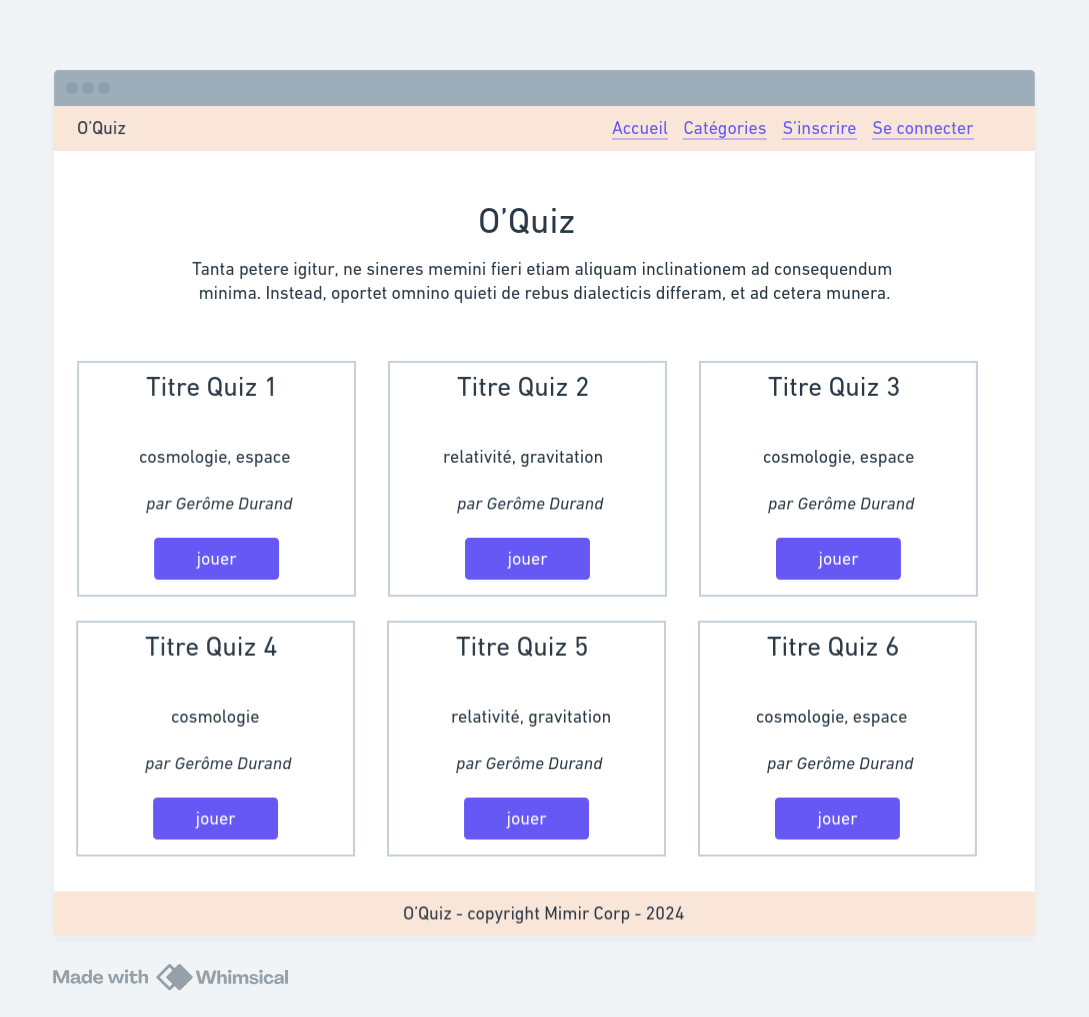 O'Quiz Accueil Catégories S'inscrire Se connecter
O'Quiz
Tanta petere igitur, ne sineres memini fieri etiam aliquam inclinationem ad consequendum
minima. Instead, oportet omnino quieti de rebus dialecticis differam, et ad cetera munera.
Titre Quiz 1
cosmologie, espace
par Gerôme Durand
jouer
Titre Quiz 2
relativité, gravitation
par Gerôme Durand
jouer
Titre Quiz 3
cosmologie, espace
par Gerôme Durand
jouer
Titre Quiz 4
cosmologie
par Gerôme Durand
jouer
Titre Quiz 5
relativité, gravitation
par Gerôme Durand
jouer
Titre Quiz 6
cosmologie, espace
par Gerôme Durand
jouer
O'Quiz - copyright Mimir Corp - 2024
Made with Whimsical